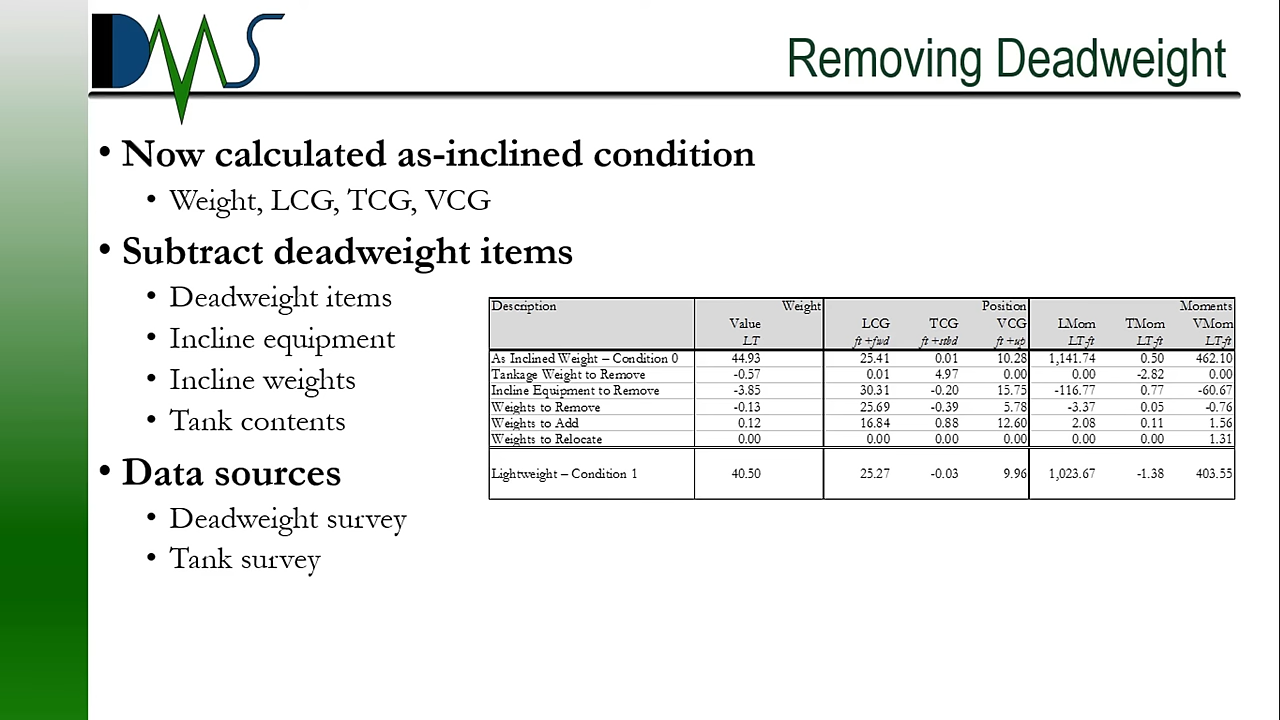 DMS
Removing Deadweight
• Now calculated as-inclined condition
• Weight, LCG, TCG, VCG
• Subtract deadweight items
• Deadweight items
• Incline equipment
• Incline weights
• Tank contents
• Data sources
• Deadweight survey
• Tank survey
Description Weight Position Moments
Value LCG TCG VCG LMom TMom VMom
LT ft +fwd ft +stbd ft +up LT-ft LT-ft LT-ft
As Inclined Weight – Condition 0 44.93 25.41 0.01 10.28 1,141.74 0.50 462.10
Tankage Weight to Remove -0.57 0.01 4.97 0.00 0.00 -2.82 0.00
Incline Equipment to Remove -3.85 30.31 -0.20 15.75 -116.77 0.77 -60.67
Weights to Remove -0.13 25.69 -0.39 5.78 -3.37 0.05 -0.76
Weights to Add 0.12 16.84 0.88 12.60 2.08 0.11 1.56
Weights to Relocate 0.00 0.00 0.00 0.00 0.00 0.00 1.31
Lightweight – Condition 1 40.50 25.27 -0.03 9.96 1,023.67 -1.38 403.55